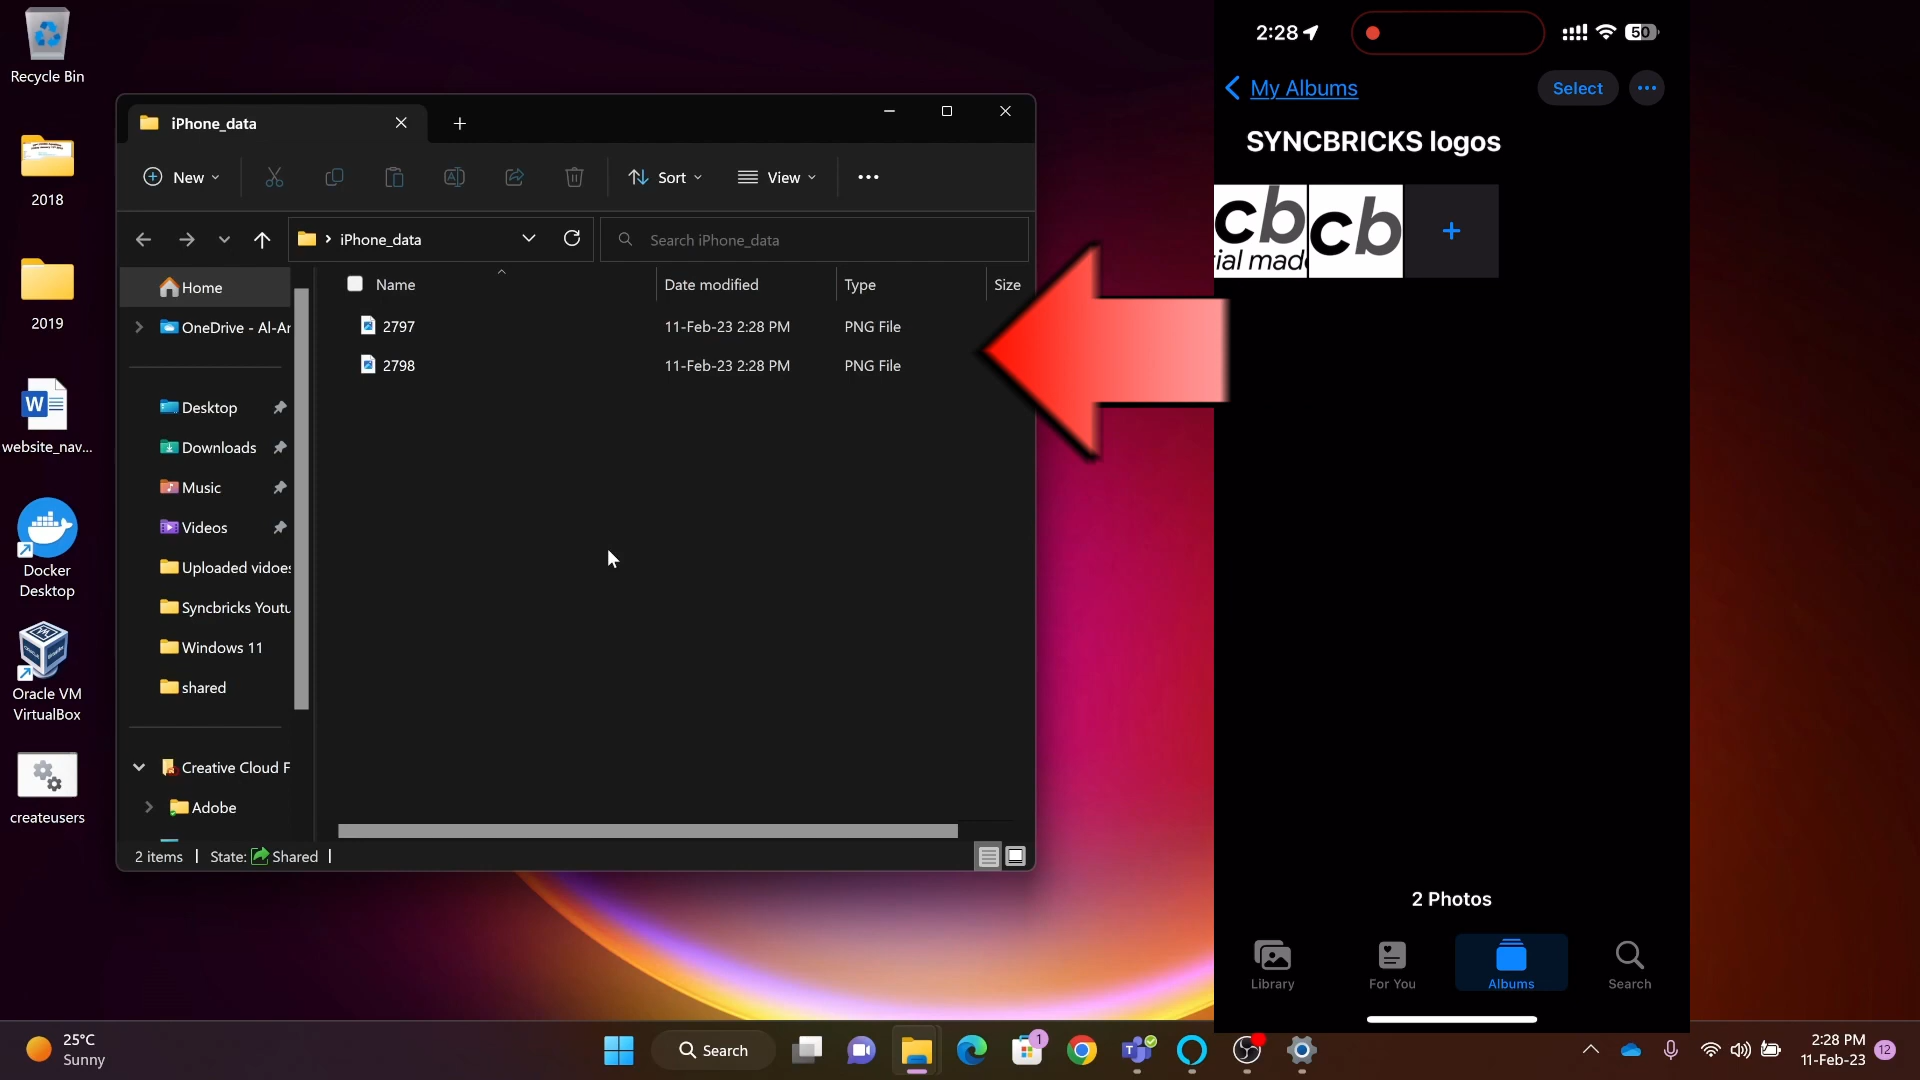 Recycle Bin
2018
2019
website_nav...
Docker
Desktop
Oracle VM
VirtualBox
createusers
iPhone_data
New
Sort
View
iPhone_data
Search iPhone_data
Name
Date modified
Type
Size
2797
11-Feb-23 2:28 PM
PNG File
2798
11-Feb-23 2:28 PM
PNG File
Home
OneDrive - Al-Ar
Desktop
Downloads
Music
Videos
Uploaded vidoes
Syncbricks Youtu
Windows 11
shared
Creative Cloud F
Adobe
2 items
State: Shared
2:28
50
My Albums
Select
SYNCBRICKS logos
cb
ial made
cb
2 Photos
Library
For You
Albums
Search
25°C
Sunny
Search
1
2:28 PM
11-Feb-23
12